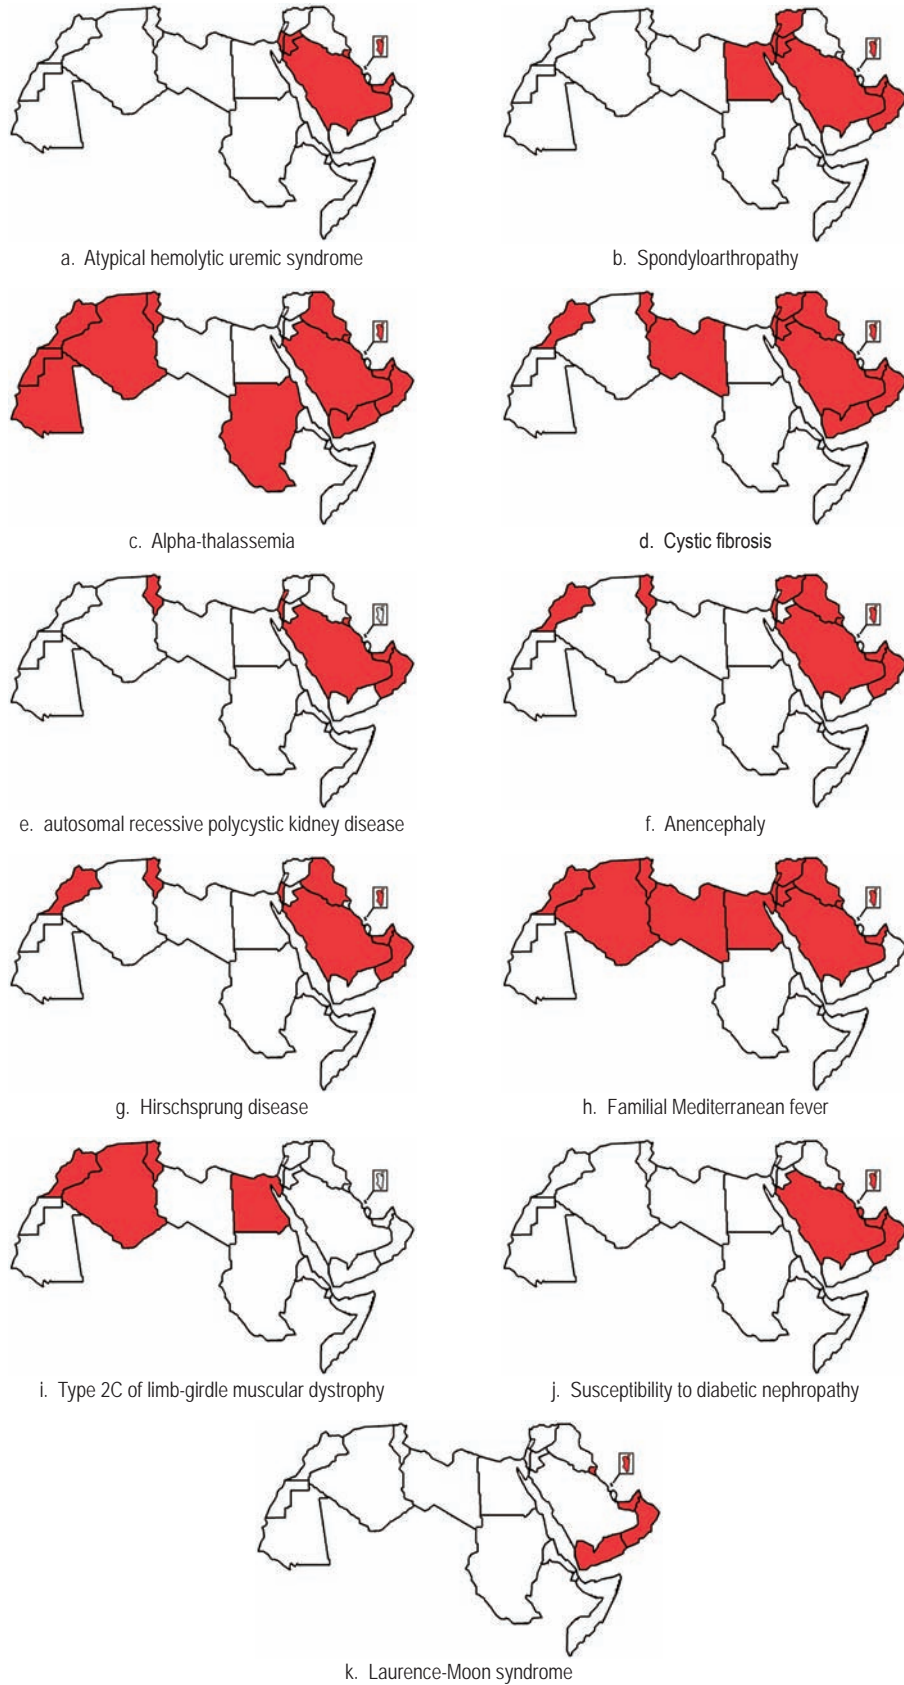 a. Atypical hemolytic uremic syndrome
b. Spondyloarthropathy
c. Alpha-thalassemia
d. Cystic fibrosis
e. autosomal recessive polycystic kidney disease
f. Anencephaly
g. Hirschsprung disease
h. Familial Mediterranean fever
i. Type 2C of limb-girdle muscular dystrophy
j. Susceptibility to diabetic nephropathy
k. Laurence-Moon syndrome